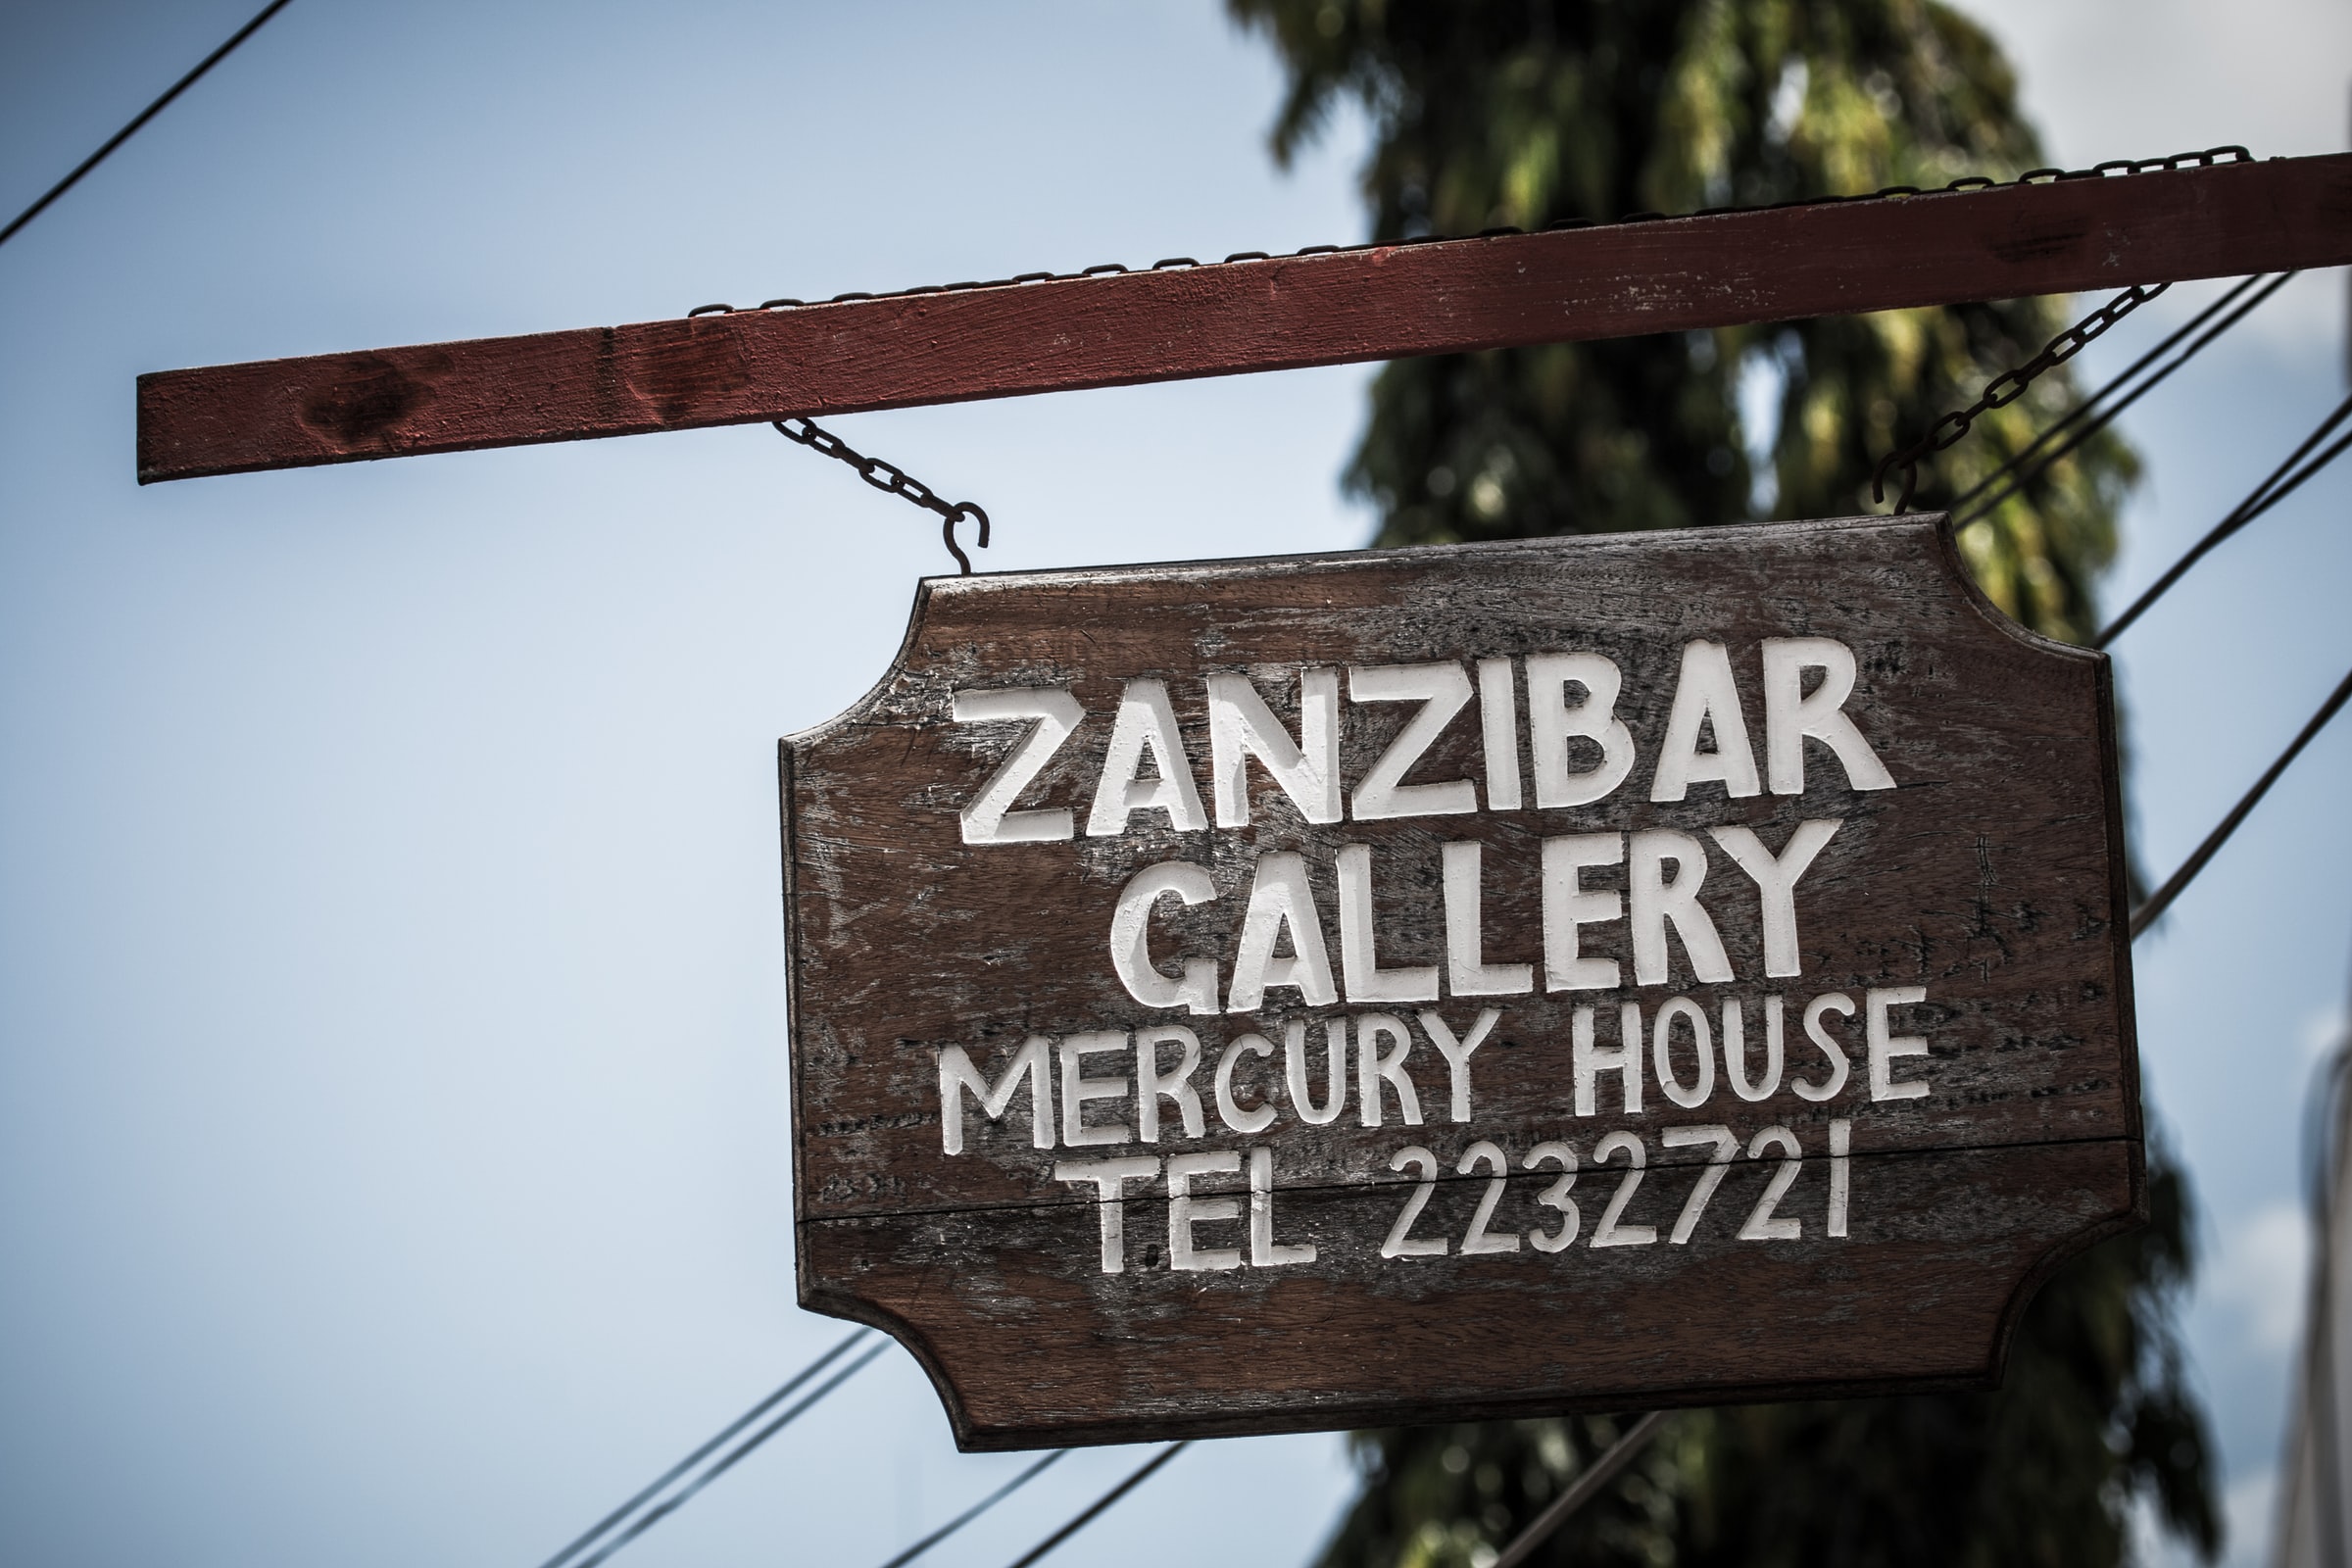 ZANZIBAR
GALLERY
MERCURY HOUSE
TEL 2232721